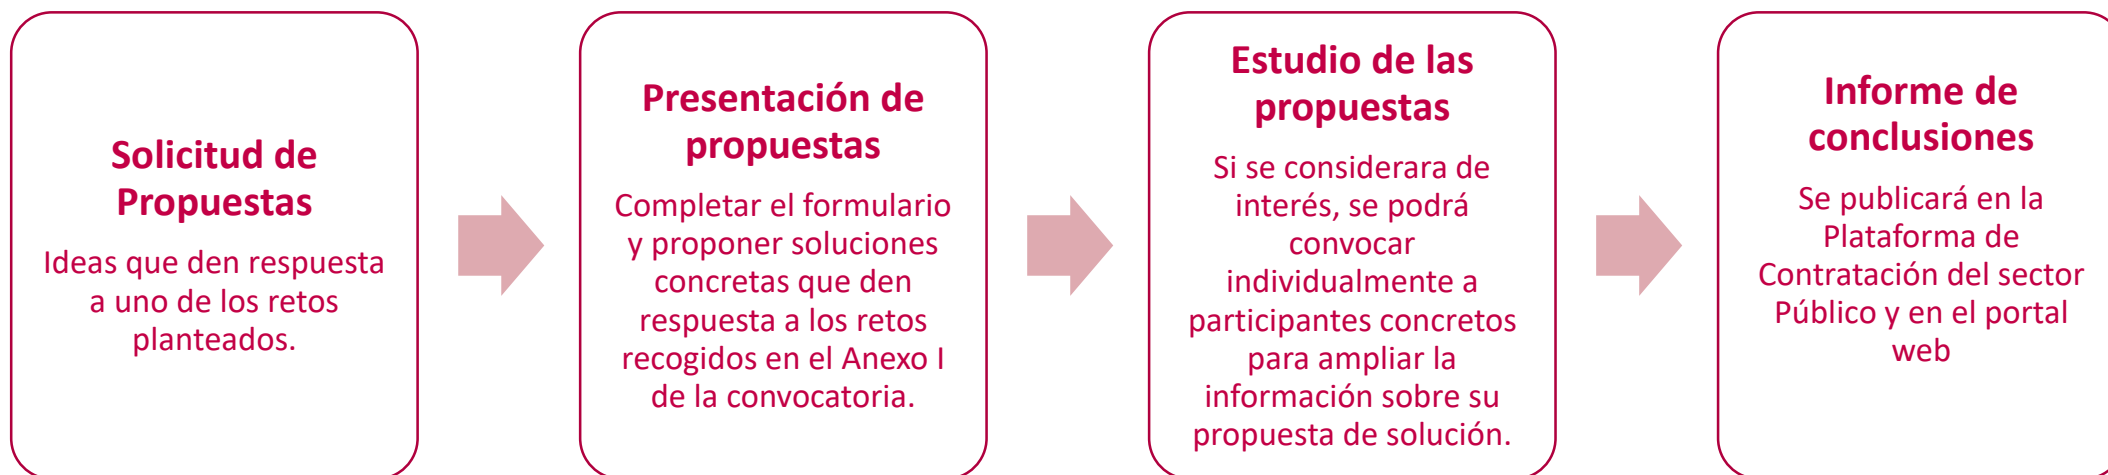 Solicitud de
Propuestas
Ideas que den respuesta
a uno de los retos
planteados.
Presentación de
propuestas
Completar el formulario
y proponer soluciones
concretas que den
respuesta a los retos
recogidos en el Anexo I
de la convocatoria.
Estudio de las
propuestas
Si se considerara de
interés, se podrá
convocar
individualmente a
participantes concretos
para ampliar la
información sobre su
propuesta de solución.
Informe de
conclusiones
Se publicará en la
Plataforma de
Contratación del sector
Público y en el portal
web